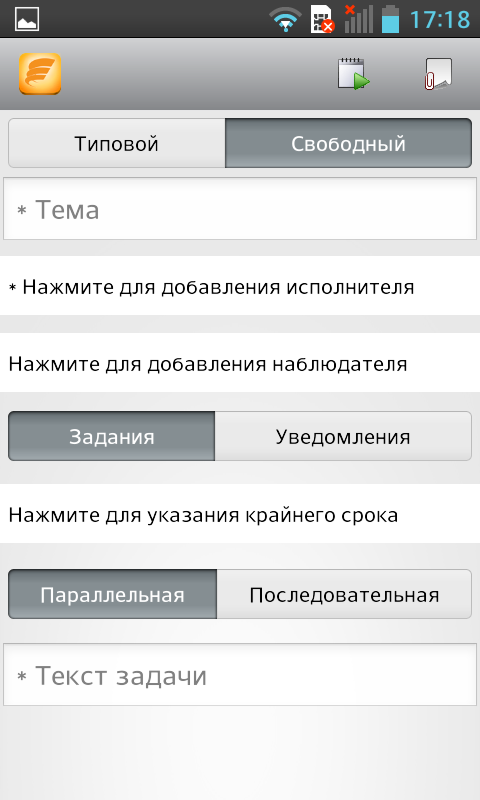 17:18
Типовой
Свободный
* Тема
* Нажмите для добавления исполнителя
Нажмите для добавления наблюдателя
Задания
Уведомления
Нажмите для указания крайнего срока
Параллельная
Последовательная
* Текст задачи